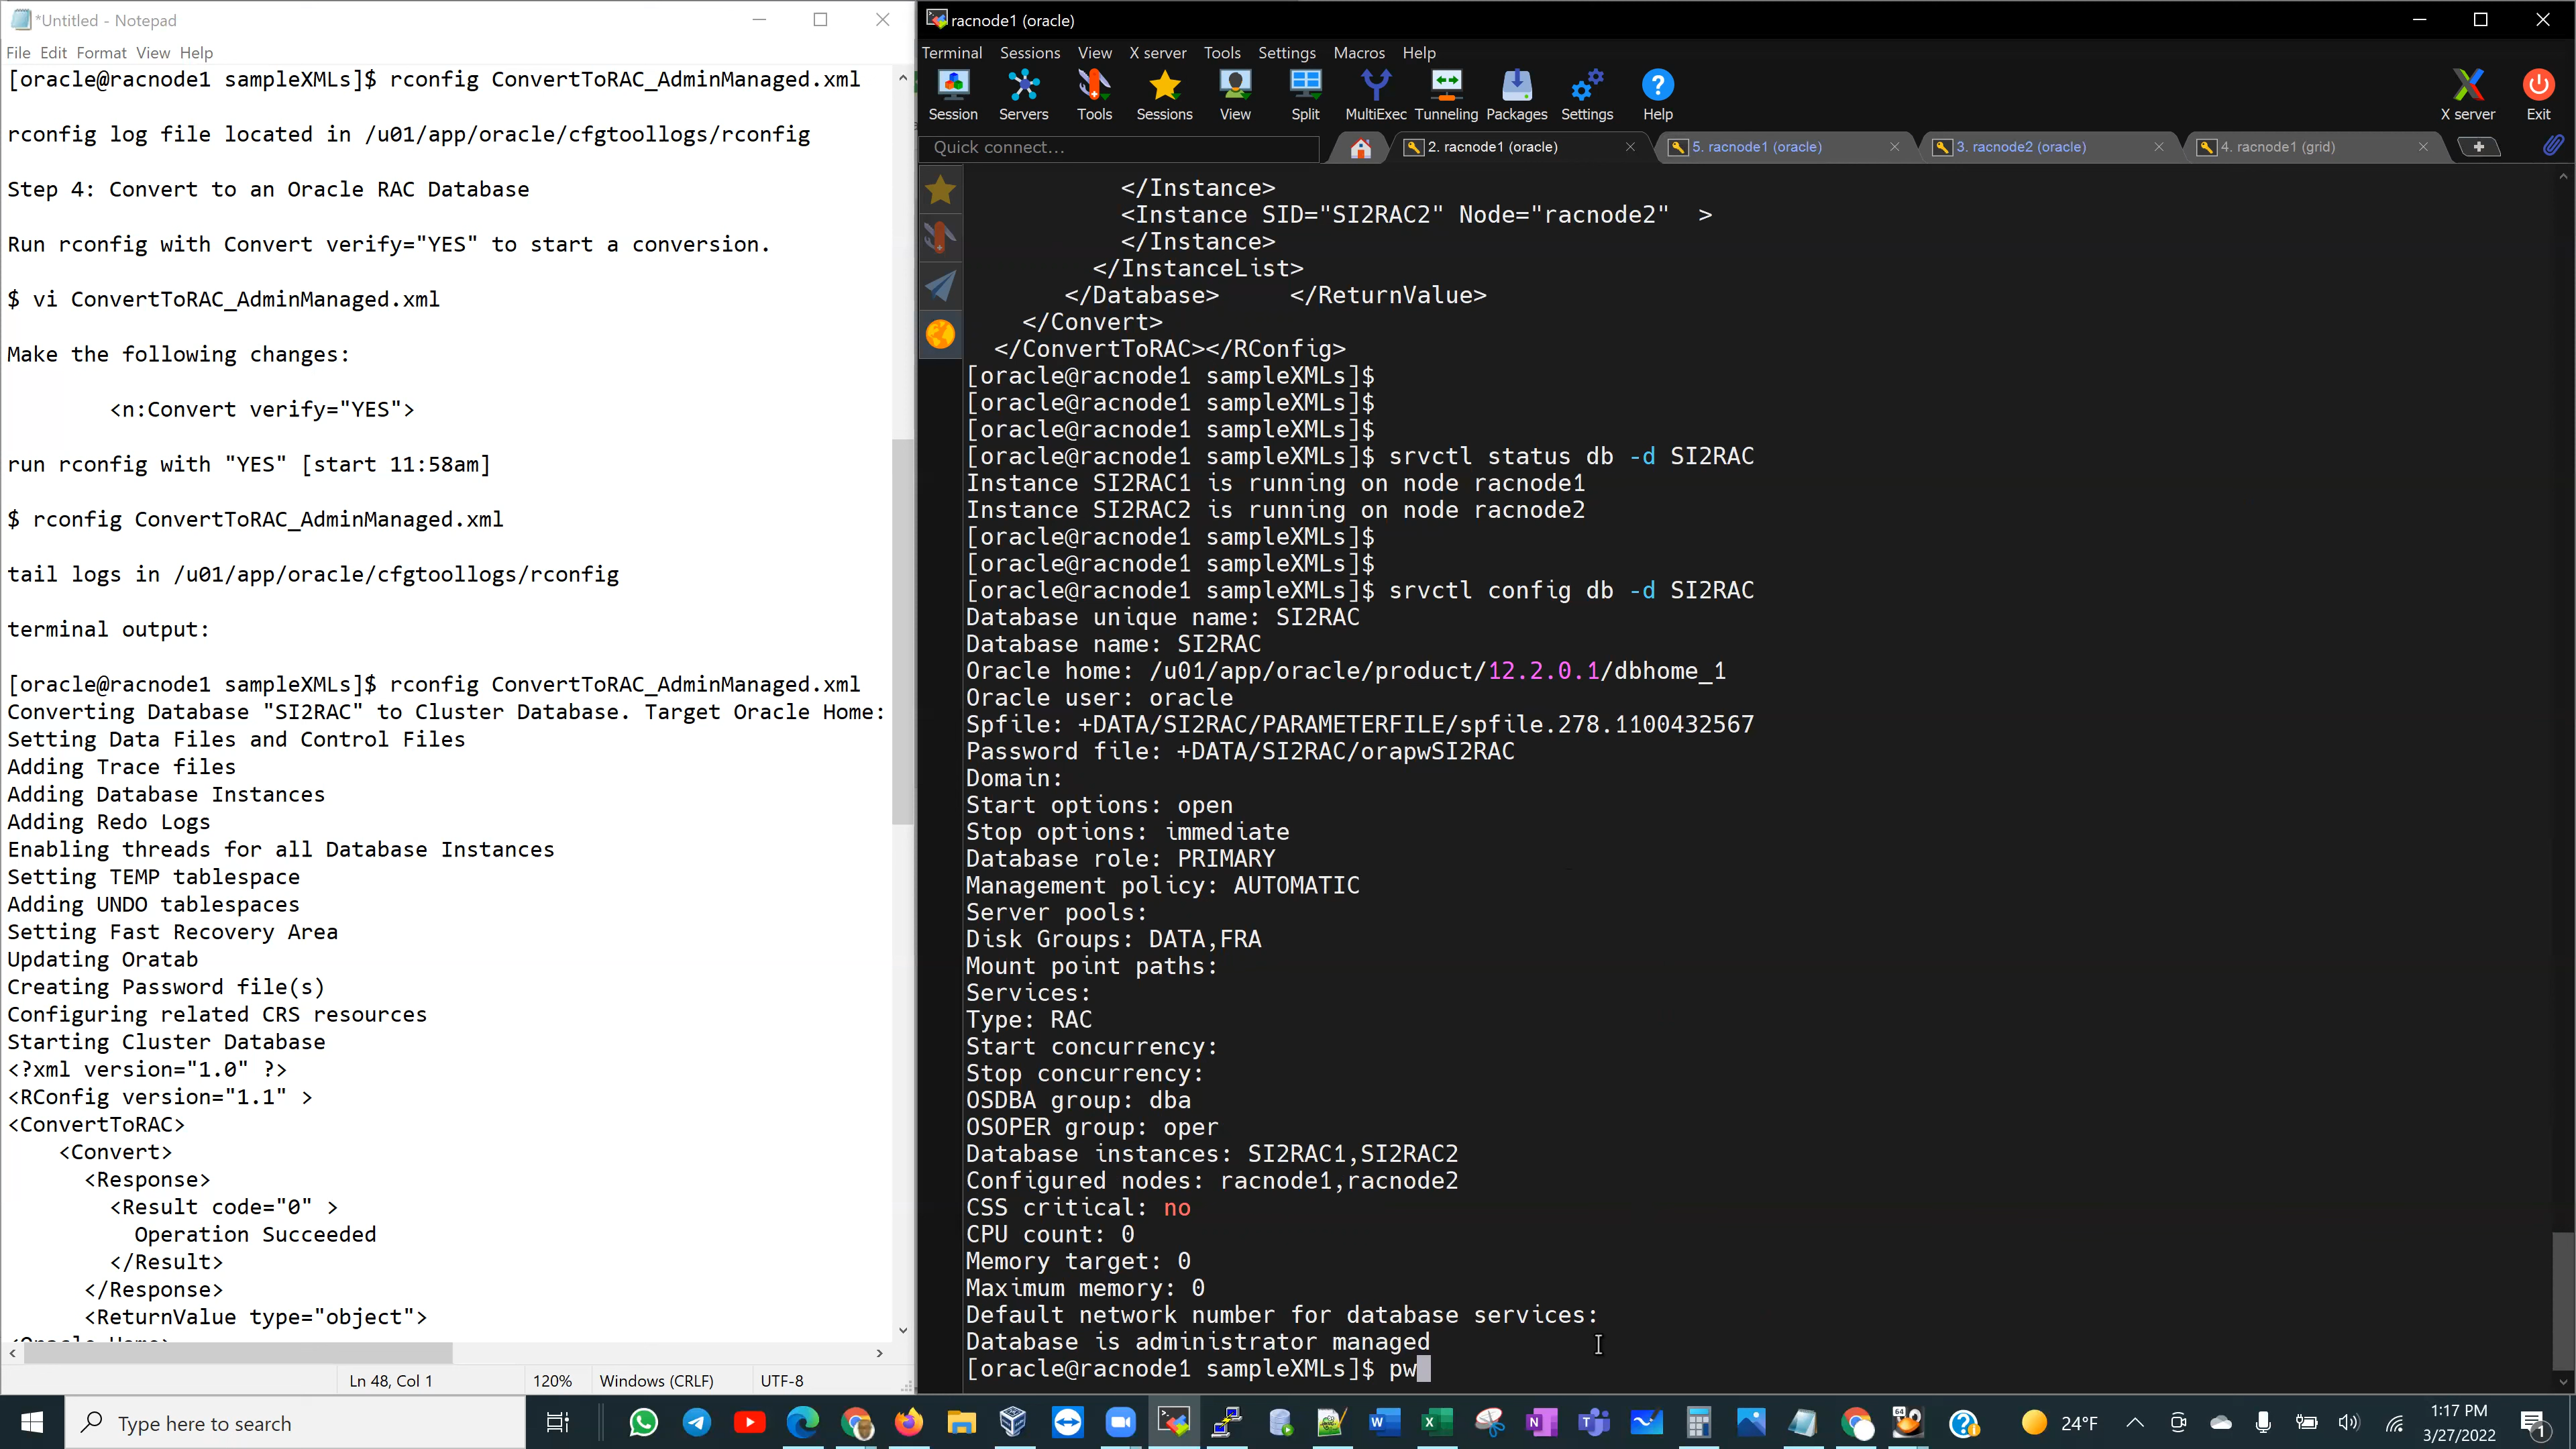 *Untitled - Notepad
File Edit Format View Help
[oracle@racnode1 sampleXMLs]$ rconfig ConvertToRAC_AdminManaged.xml
rconfig log file located in /u01/app/oracle/cfgtoollogs/rconfig
Step 4: Convert to an Oracle RAC Database
Run rconfig with Convert verify="YES" to start a conversion.
$ vi ConvertToRAC_AdminManaged.xml
Make the following changes:
<n:Convert verify="YES">
run rconfig with "YES" [start 11:58am]
$ rconfig ConvertToRAC_AdminManaged.xml
tail logs in /u01/app/oracle/cfgtoollogs/rconfig
terminal output:
[oracle@racnode1 sampleXMLs]$ rconfig ConvertToRAC_AdminManaged.xml
Converting Database "SI2RAC" to Cluster Database. Target Oracle Home:
Setting Data Files and Control Files
Adding Trace files
Adding Database Instances
Adding Redo Logs
Enabling threads for all Database Instances
Setting TEMP tablespace
Adding UNDO tablespaces
Setting Fast Recovery Area
Updating Oratab
Creating Password file(s)
Configuring related CRS resources
Starting Cluster Database
<?xml version="1.0" ?>
<RConfig version="1.1" >
<ConvertToRAC>
<Convert>
<Response>
<Result code="0" >
Operation Succeeded
</Result>
</Response>
<ReturnValue type="object">
Ln 48, Col 1 120% Windows (CRLF) UTF-8
racnode1 (oracle)
Terminal Sessions View X server Tools Settings Macros Help
Session Servers Tools Sessions View Split MultiExec Tunneling Packages Settings Help X server Exit
Quick connect... 2. racnode1 (oracle) 5. racnode1 (oracle) 3. racnode2 (oracle) 4. racnode1 (grid)
</Instance>
<Instance SID="SI2RAC2" Node="racnode2" >
</Instance>
</InstanceList>
</Database> </ReturnValue>
</Convert>
</ConvertToRAC></RConfig>
[oracle@racnode1 sampleXMLs]$
[oracle@racnode1 sampleXMLs]$
[oracle@racnode1 sampleXMLs]$
[oracle@racnode1 sampleXMLs]$ srvctl status db -d SI2RAC
Instance SI2RAC1 is running on node racnode1
Instance SI2RAC2 is running on node racnode2
[oracle@racnode1 sampleXMLs]$
[oracle@racnode1 sampleXMLs]$
[oracle@racnode1 sampleXMLs]$ srvctl config db -d SI2RAC
Database unique name: SI2RAC
Database name: SI2RAC
Oracle home: /u01/app/oracle/product/12.2.0.1/dbhome_1
Oracle user: oracle
Spfile: +DATA/SI2RAC/PARAMETERFILE/spfile.278.1100432567
Password file: +DATA/SI2RAC/orapwSI2RAC
Domain:
Start options: open
Stop options: immediate
Database role: PRIMARY
Management policy: AUTOMATIC
Server pools:
Disk Groups: DATA,FRA
Mount point paths:
Services:
Type: RAC
Start concurrency:
Stop concurrency:
OSDBA group: dba
OSOPER group: oper
Database instances: SI2RAC1,SI2RAC2
Configured nodes: racnode1,racnode2
CSS critical: no
CPU count: 0
Memory target: 0
Maximum memory: 0
Default network number for database services:
Database is administrator managed
[oracle@racnode1 sampleXMLs]$ pw
Type here to search
24°F
1:17 PM
3/27/2022